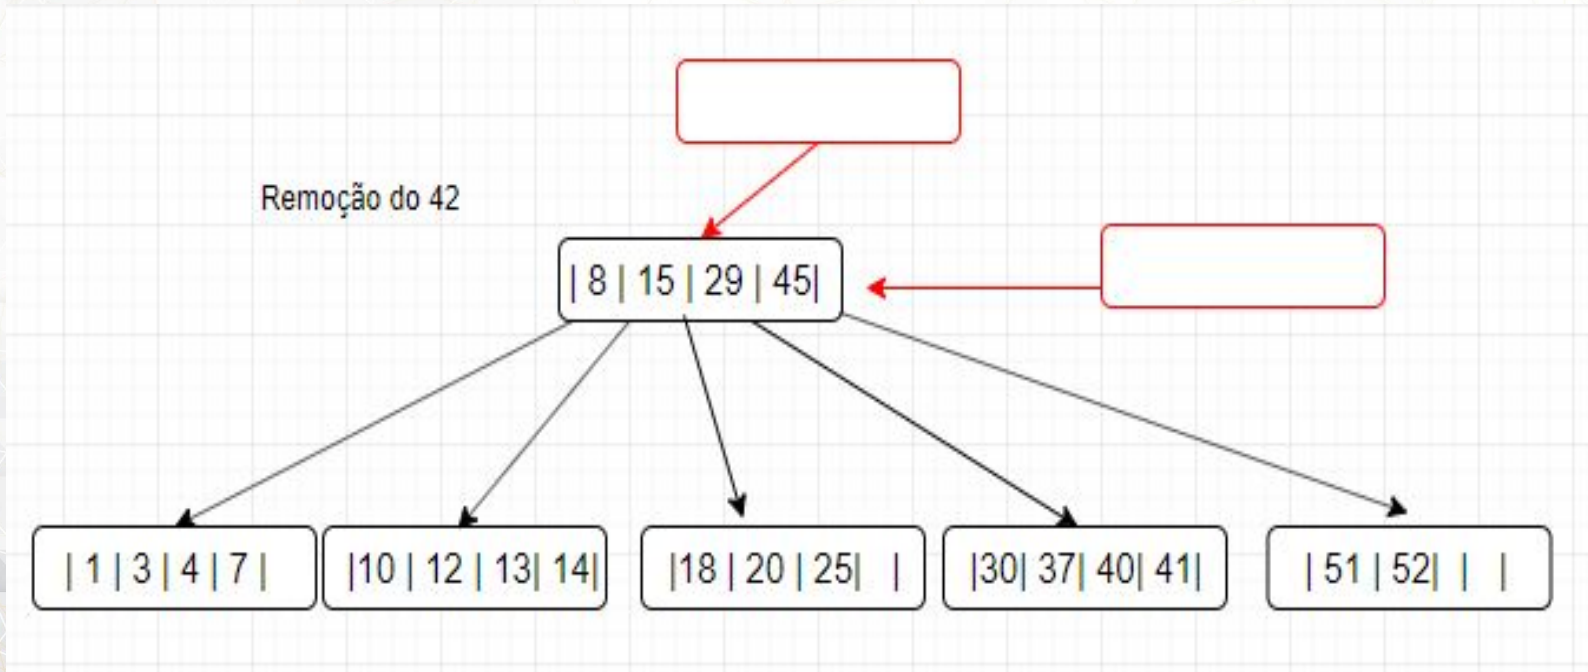 Remoção do 42
| 8 | 15 | 29 | 45|
| 1 | 3 | 4 | 7 |
|10 | 12 | 13| 14|
|18 | 20 | 25| |
|30| 37| 40| 41|
| 51 | 52| | |